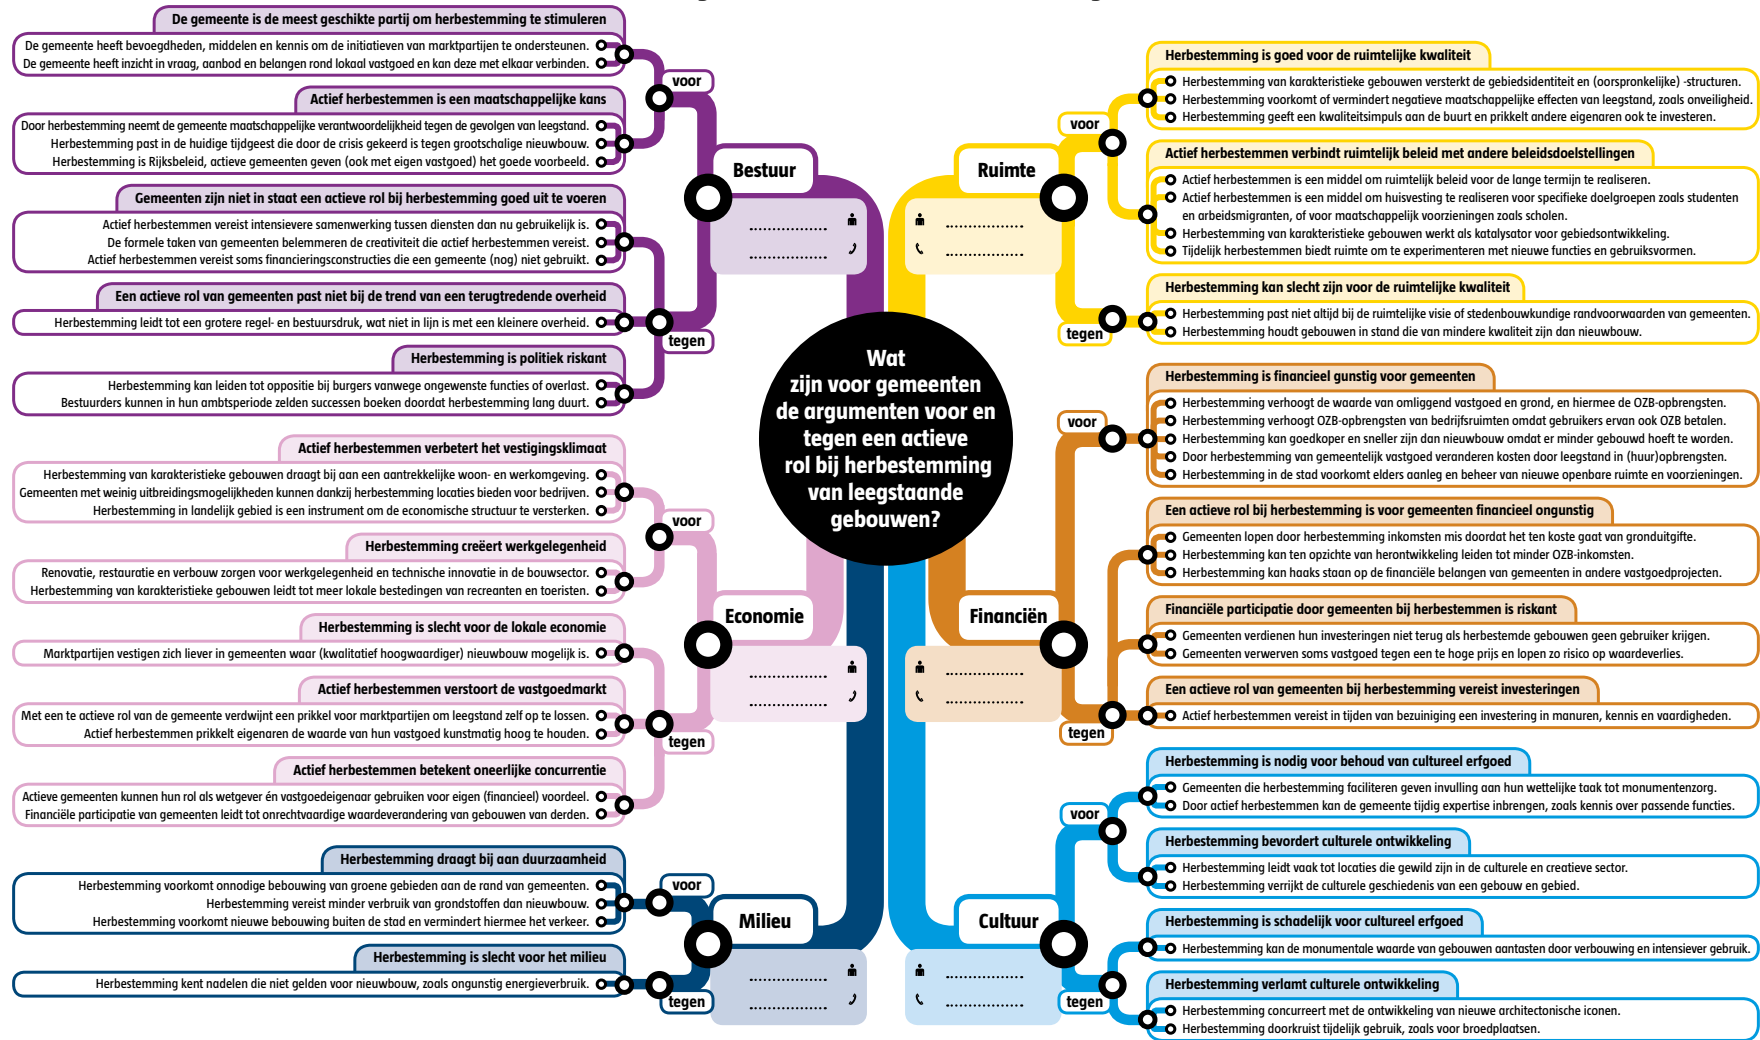 De gemeente is de meest geschikte partij om herbestemming te stimuleren
De gemeente heeft bevoegdheden, middelen en kennis om de initiatieven van marktpartijen te ondersteunen.
De gemeente heeft inzicht in vraag, aanbod en belangen rond lokaal vastgoed en kan deze met elkaar verbinden.
voor
Actief herbestemmen is een maatschappelijke kans
Door herbestemming neemt de gemeente maatschappelijke verantwoordelijkheid tegen de gevolgen van leegstand.
Herbestemming past in de huidige tijdgeest die door de crisis gekeerd is tegen grootschalige nieuwbouw.
Herbestemming is Rijksbeleid, actieve gemeenten geven (ook met eigen vastgoed) het goede voorbeeld.
Bestuur
Gemeenten zijn niet in staat een actieve rol bij herbestemming goed uit te voeren
Actief herbestemmen vereist intensievere samenwerking tussen diensten dan nu gebruikelijk is.
De formele taken van gemeenten belemmeren de creativiteit die actief herbestemmen vereist.
Actief herbestemmen vereist soms financieringsconstructies die een gemeente (nog) niet gebruikt.
Een actieve rol van gemeenten past niet bij de trend van een terugtredende overheid
Herbestemming leidt tot een grotere regel- en bestuursdruk, wat niet in lijn is met een kleinere overheid.
tegen
Herbestemming is politiek riskant
Herbestemming kan leiden tot oppositie bij burgers vanwege ongewenste functies of overlast.
Bestuurders kunnen in hun ambtsperiode zelden successen boeken doordat herbestemming lang duurt.
Actief herbestemmen verbetert het vestigingsklimaat
Herbestemming van karakteristieke gebouwen draagt bij aan een aantrekkelijke woon- en werkomgeving.
Gemeenten met weinig uitbreidingsmogelijkheden kunnen dankzij herbestemming locaties bieden voor bedrijven.
Herbestemming in landelijk gebied is een instrument om de economische structuur te versterken.
voor
Herbestemming creëert werkgelegenheid
Renovatie, restauratie en verbouw zorgen voor werkgelegenheid en technische innovatie in de bouwsector.
Herbestemming van karakteristieke gebouwen leidt tot meer lokale bestedingen van recreanten en toeristen.
Economie
Herbestemming is slecht voor de lokale economie
Marktpartijen vestigen zich liever in gemeenten waar (kwalitatief hoogwaardiger) nieuwbouw mogelijk is.
Actief herbestemmen verstoort de vastgoedmarkt
Met een te actieve rol van de gemeente verdwijnt een prikkel voor marktpartijen om leegstand zelf op te lossen.
Actief herbestemmen prikkelt eigenaren de waarde van hun vastgoed kunstmatig hoog te houden.
tegen
Actief herbestemmen betekent oneerlijke concurrentie
Actieve gemeenten kunnen hun rol als wetgever én vastgoedeigenaar gebruiken voor eigen (financieel) voordeel.
Financiële participatie van gemeenten leidt tot onrechtvaardige waardeverandering van gebouwen van derden.
Herbestemming draagt bij aan duurzaamheid
Herbestemming voorkomt onnodige bebouwing van groene gebieden aan de rand van gemeenten.
Herbestemming vereist minder verbruik van grondstoffen dan nieuwbouw.
Herbestemming voorkomt nieuwe bebouwing buiten de stad en vermindert hiermee het verkeer.
voor
Milieu
Herbestemming is slecht voor het milieu
Herbestemming kent nadelen die niet gelden voor nieuwbouw, zoals ongunstig energieverbruik.
tegen
Wat
zijn voor gemeenten
de argumenten voor en
tegen een actieve
rol bij herbestemming
van leegstaande
gebouwen?
Herbestemming is goed voor de ruimtelijke kwaliteit
Herbestemming van karakteristieke gebouwen versterkt de gebiedsidentiteit en (oorspronkelijke) -structuren.
Herbestemming voorkomt of vermindert negatieve maatschappelijke effecten van leegstand, zoals onveiligheid.
Herbestemming geeft een kwaliteitsimpuls aan de buurt en prikkelt andere eigenaren ook te investeren.
voor
Actief herbestemmen verbindt ruimtelijk beleid met andere beleidsdoelstellingen
Actief herbestemmen is een middel om ruimtelijk beleid voor de lange termijn te realiseren.
Actief herbestemmen is een middel om huisvesting te realiseren voor specifieke doelgroepen zoals studenten
en arbeidsmigranten, of voor maatschappelijk voorzieningen zoals scholen.
Herbestemming van karakteristieke gebouwen werkt als katalysator voor gebiedsontwikkeling.
Tijdelijk herbestemmen biedt ruimte om te experimenteren met nieuwe functies en gebruiksvormen.
Ruimte
Herbestemming kan slecht zijn voor de ruimtelijke kwaliteit
Herbestemming past niet altijd bij de ruimtelijke visie of stedenbouwkundige randvoorwaarden van gemeenten.
Herbestemming houdt gebouwen in stand die van mindere kwaliteit zijn dan nieuwbouw.
tegen
Herbestemming is financieel gunstig voor gemeenten
Herbestemming verhoogt de waarde van omliggend vastgoed en grond, en hiermee de OZB-opbrengsten.
Herbestemming verhoogt OZB-opbrengsten van bedrijfsruimten omdat gebruikers ervan ook OZB betalen.
Herbestemming kan goedkoper en sneller zijn dan nieuwbouw omdat er minder gebouwd hoeft te worden.
Door herbestemming van gemeentelijk vastgoed veranderen kosten door leegstand in (huur)opbrengsten.
Herbestemming in de stad voorkomt elders aanleg en beheer van nieuwe openbare ruimte en voorzieningen.
voor
Een actieve rol bij herbestemming is voor gemeenten financieel ongunstig
Gemeenten lopen door herbestemming inkomsten mis doordat het ten koste gaat van gronduitgifte.
Herbestemming kan ten opzichte van herontwikkeling leiden tot minder OZB-inkomsten.
Herbestemming kan haaks staan op de financiële belangen van gemeenten in andere vastgoedprojecten.
Financiën
Financiële participatie door gemeenten bij herbestemmen is riskant
Gemeenten verdienen hun investeringen niet terug als herbestemde gebouwen geen gebruiker krijgen.
Gemeenten verwerven soms vastgoed tegen een te hoge prijs en lopen zo risico op waardeverlies.
Een actieve rol van gemeenten bij herbestemming vereist investeringen
Actief herbestemmen vereist in tijden van bezuiniging een investering in manuren, kennis en vaardigheden.
tegen
Herbestemming is nodig voor behoud van cultureel erfgoed
Gemeenten die herbestemming faciliteren geven invulling aan hun wettelijke taak tot monumentenzorg.
Door actief herbestemmen kan de gemeente tijdig expertise inbrengen, zoals kennis over passende functies.
voor
Herbestemming bevordert culturele ontwikkeling
Herbestemming leidt vaak tot locaties die gewild zijn in de culturele en creatieve sector.
Herbestemming verrijkt de culturele geschiedenis van een gebouw en gebied.
Cultuur
Herbestemming is schadelijk voor cultureel erfgoed
Herbestemming kan de monumentale waarde van gebouwen aantasten door verbouwing en intensiever gebruik.
Herbestemming verlamt culturele ontwikkeling
Herbestemming concurreert met de ontwikkeling van nieuwe architectonische iconen.
Herbestemming doorkruist tijdelijk gebruik, zoals voor broedplaatsen.
tegen